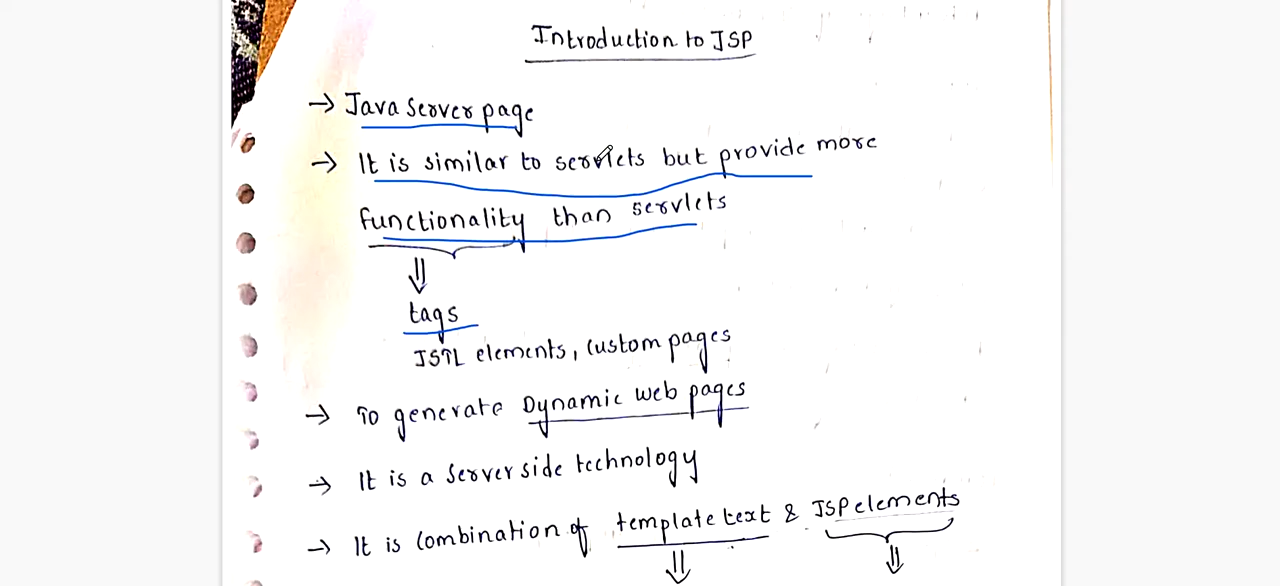 Introduction to JSP
→ Java Server page
→ It is similar to servlets but provide more
functionality than servlets
⇓
tags
JSTL elements, custom pages
→ To generate Dynamic web pages
→ It is a Server side technology
→ It is combination of template text & JSP elements
⇓ ⇓